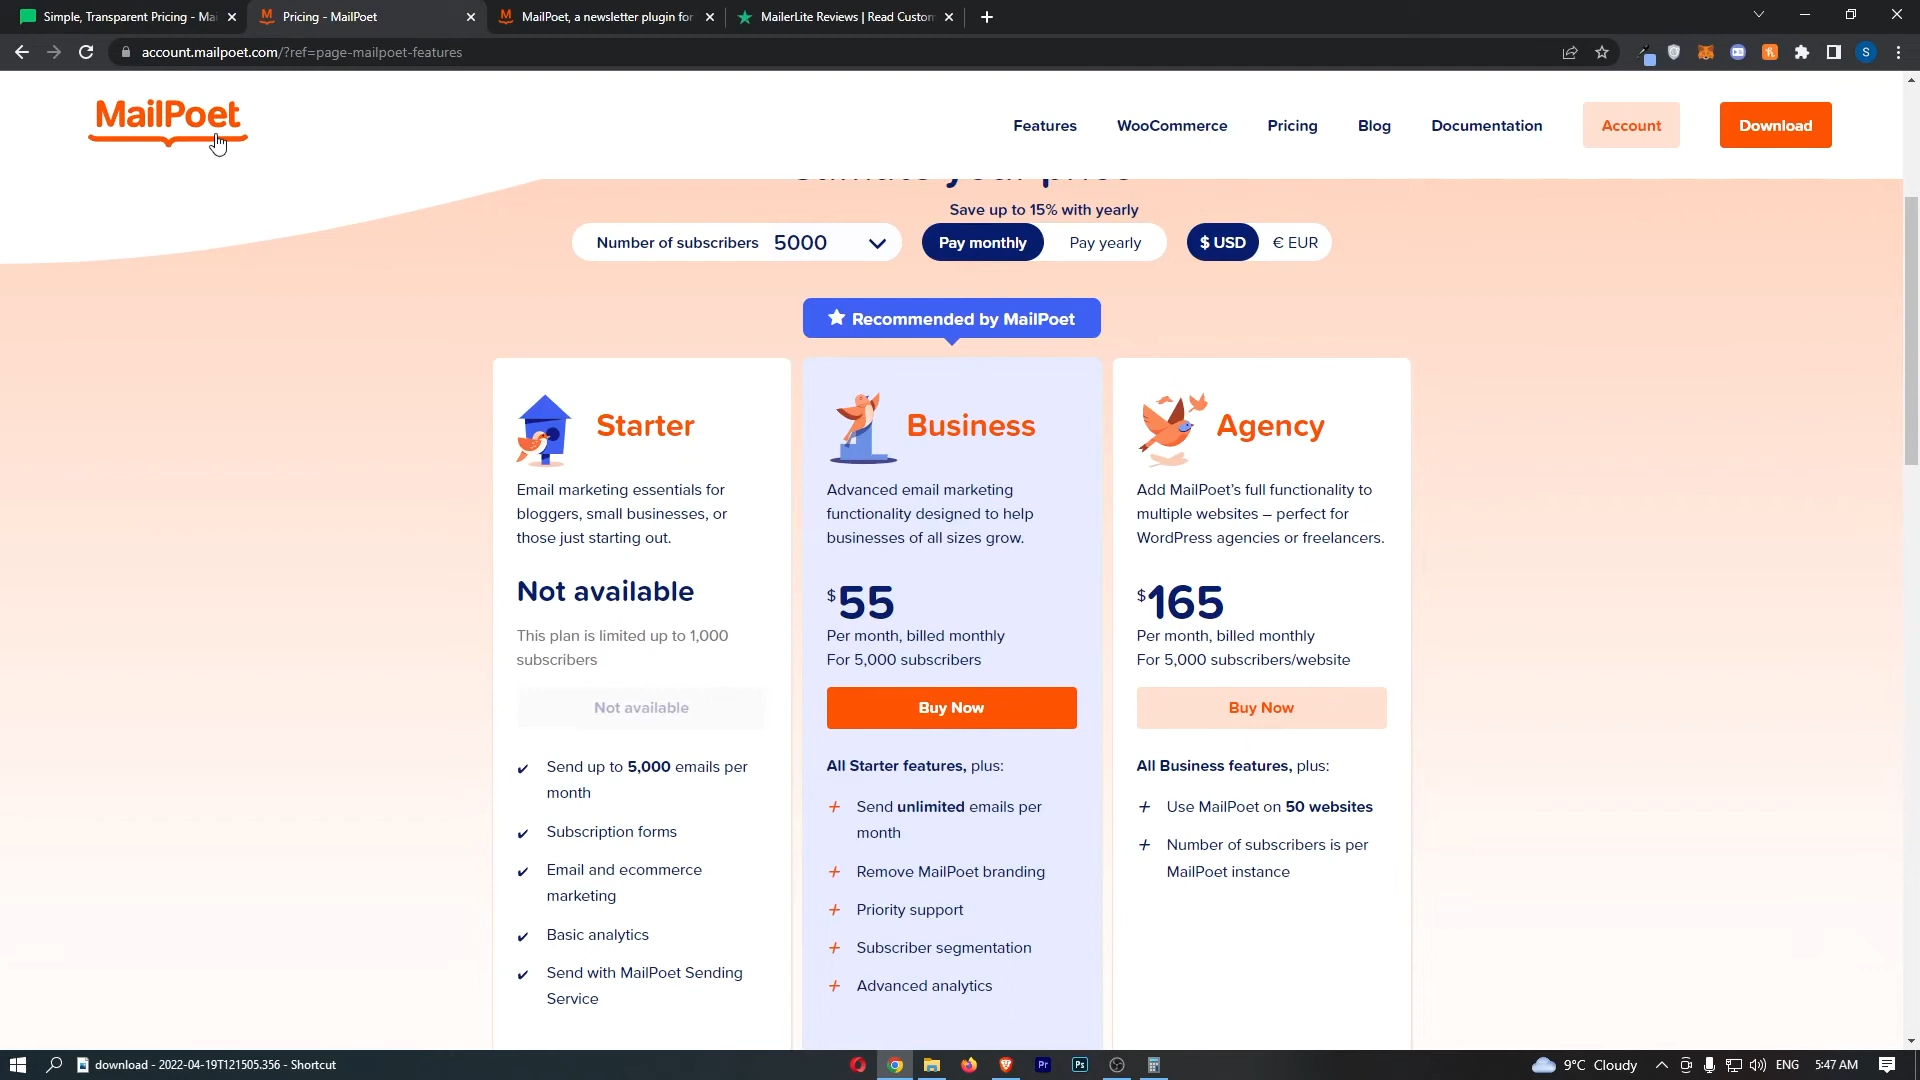 Simple, Transparent Pricing - Mai
Pricing - MailPoet
MailPoet, a newsletter plugin for
MailerLite Reviews | Read Custom
account.mailpoet.com/?ref=page-mailpoet-features
S
MailPoet
Features
WooCommerce
Pricing
Blog
Documentation
Account
Download
your price
Save up to 15% with yearly
Number of subscribers 5000
Pay monthly
Pay yearly
$ USD
€ EUR
★ Recommended by MailPoet
Starter
Email marketing essentials for
bloggers, small businesses, or
those just starting out.
Not available
This plan is limited up to 1,000
subscribers
Not available
Send up to 5,000 emails per
month
Subscription forms
Email and ecommerce
marketing
Basic analytics
Send with MailPoet Sending
Service
Business
Advanced email marketing
functionality designed to help
businesses of all sizes grow.
$55
Per month, billed monthly
For 5,000 subscribers
Buy Now
All Starter features, plus:
Send unlimited emails per
month
Remove MailPoet branding
Priority support
Subscriber segmentation
Advanced analytics
Agency
Add MailPoet’s full functionality to
multiple websites – perfect for
WordPress agencies or freelancers.
$165
Per month, billed monthly
For 5,000 subscribers/website
Buy Now
All Business features, plus:
Use MailPoet on 50 websites
Number of subscribers is per
MailPoet instance
download - 2022-04-19T121505.356 - Shortcut
Pr
Ps
9°C Cloudy
ENG
5:47 AM